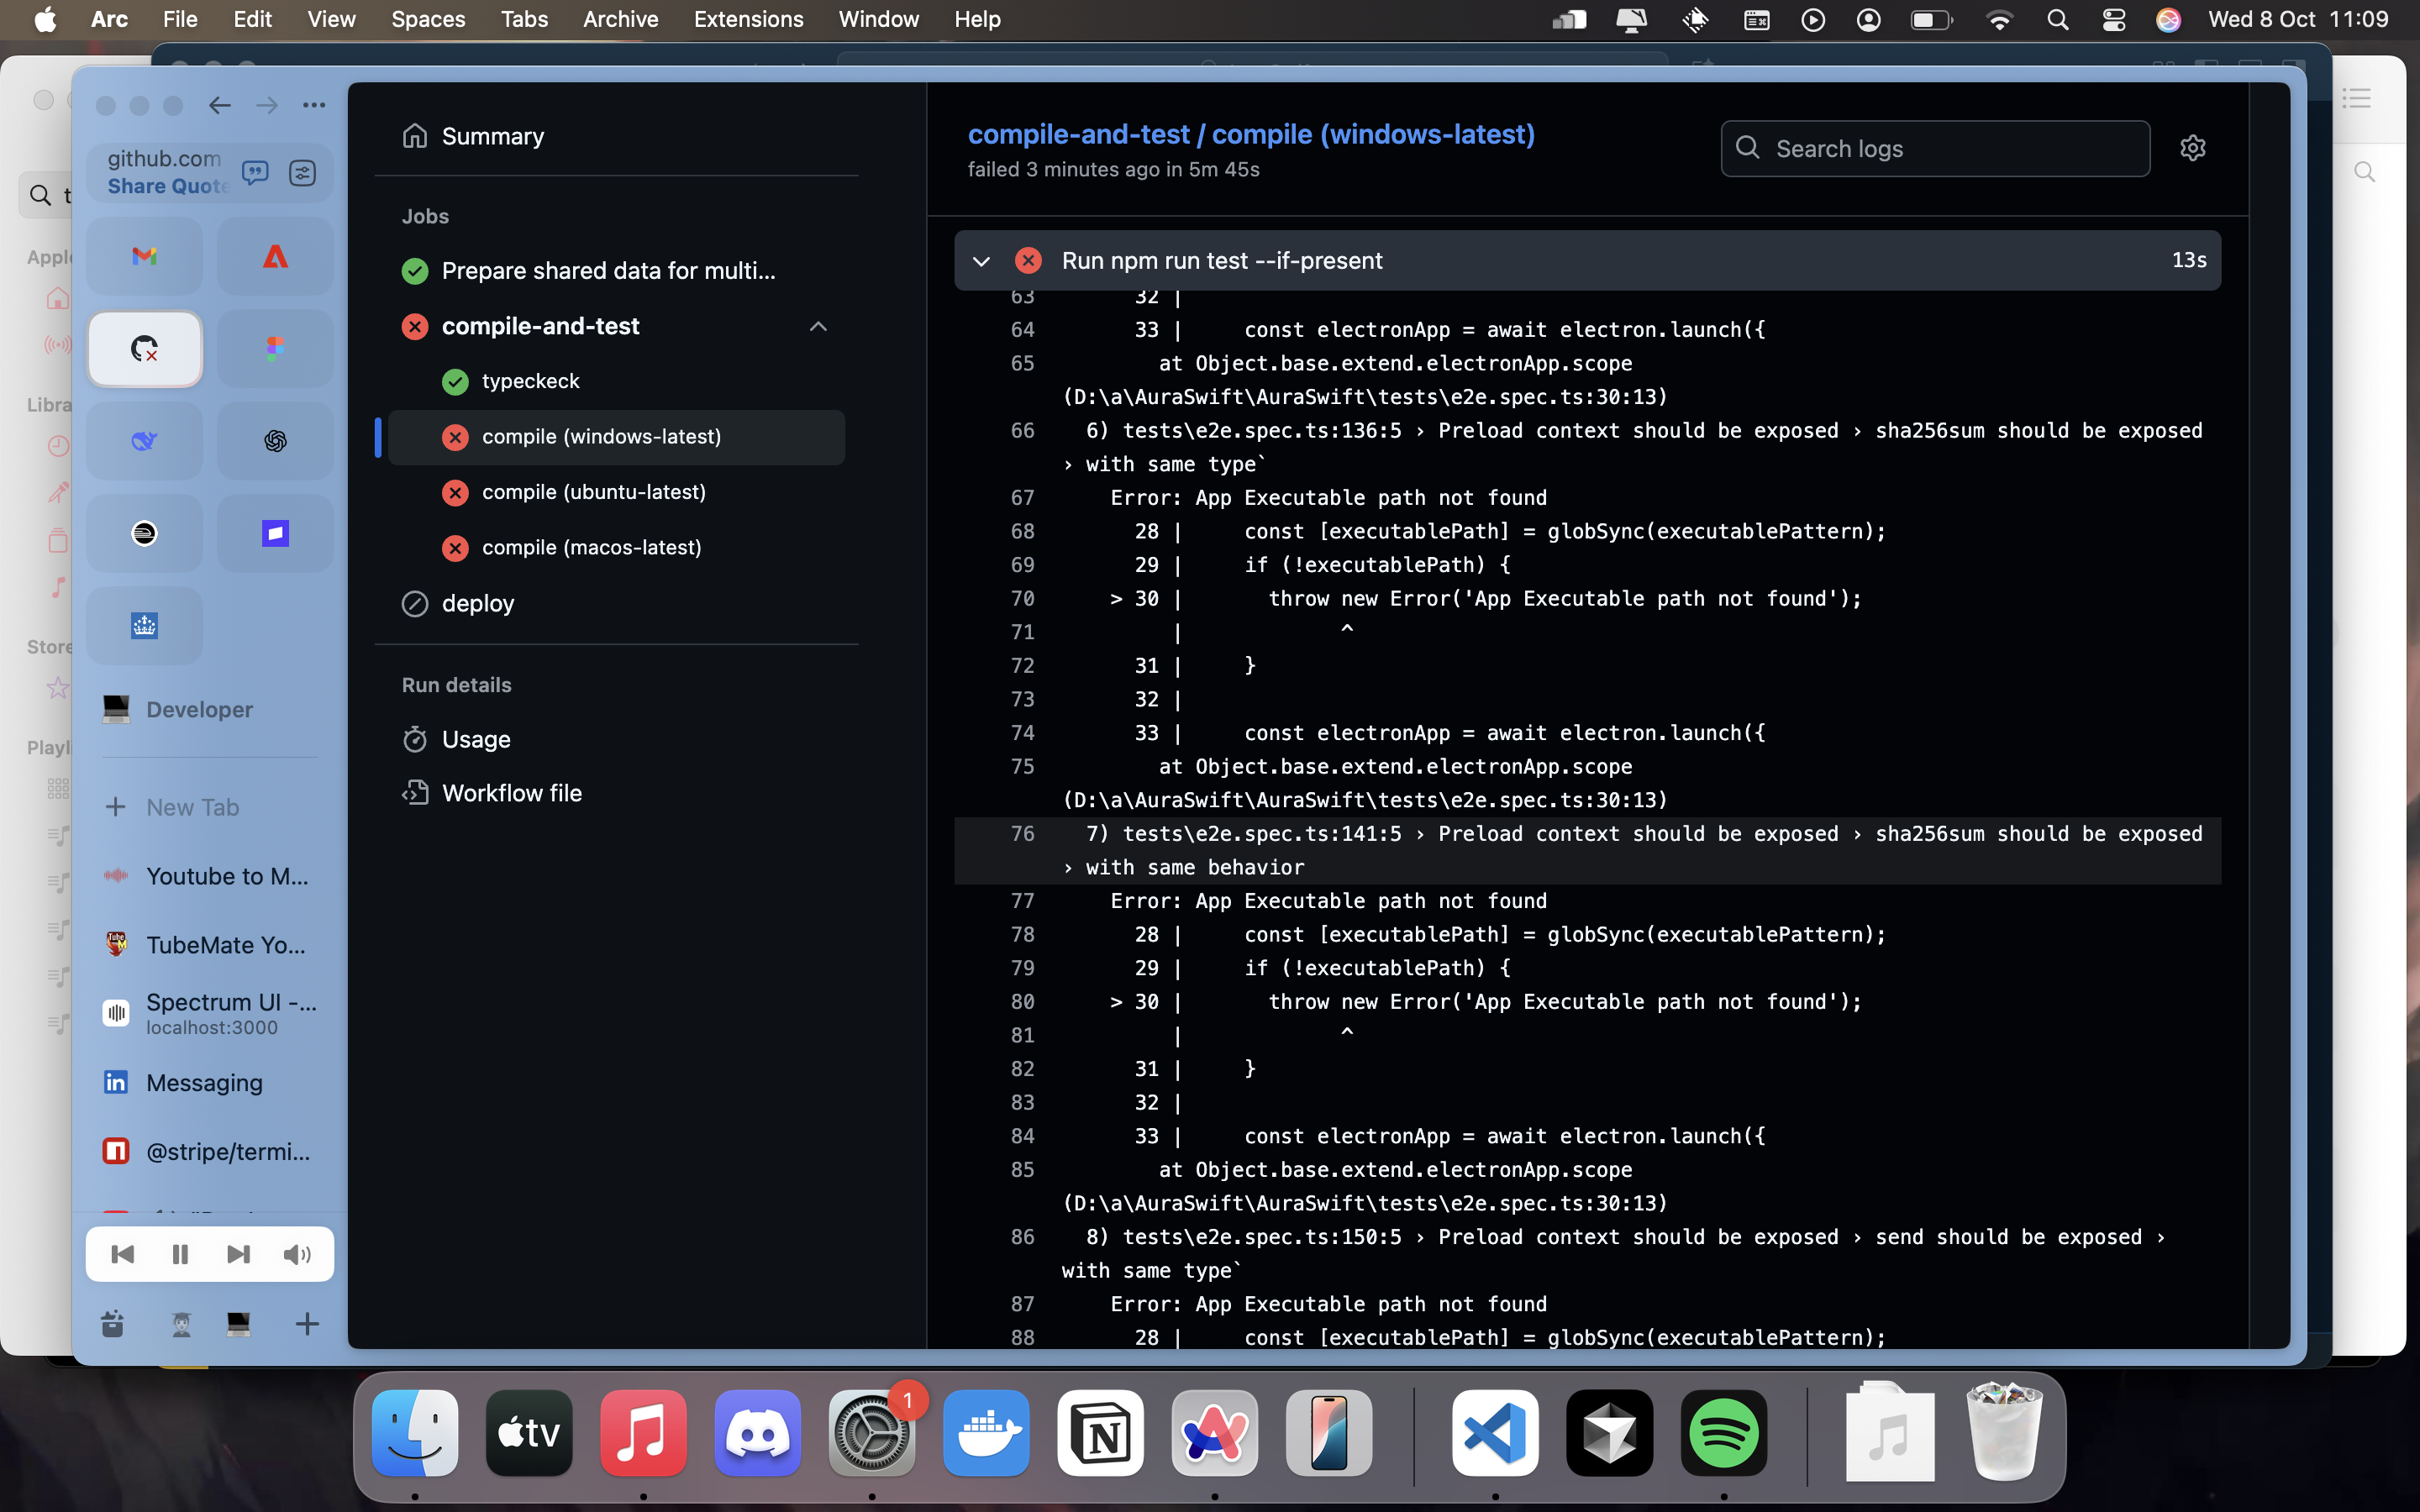 Arc File Edit View Spaces Tabs Archive Extensions Window Help Wed 8 Oct 11:09
github.com
Share Quote
Developer
New Tab
Youtube to M...
TubeMate Yo...
Spectrum UI -...
localhost:3000
Messaging
@stripe/termi...
Summary
Jobs
Prepare shared data for multi...
compile-and-test
typeckeck
compile (windows-latest)
compile (ubuntu-latest)
compile (macos-latest)
deploy
Run details
Usage
Workflow file
compile-and-test / compile (windows-latest)
failed 3 minutes ago in 5m 45s
Search logs
Run npm run test --if-present 13s
63 32 |
64 33 | const electronApp = await electron.launch({
65 at Object.base.extend.electronApp.scope
(D:\a\AuraSwift\AuraSwift\tests\e2e.spec.ts:30:13)
66 6) tests\e2e.spec.ts:136:5 › Preload context should be exposed › sha256sum should be exposed
› with same type`
67 Error: App Executable path not found
68 28 | const [executablePath] = globSync(executablePattern);
69 29 | if (!executablePath) {
70 > 30 | throw new Error('App Executable path not found');
71 | ^
72 31 | }
73 32 |
74 33 | const electronApp = await electron.launch({
75 at Object.base.extend.electronApp.scope
(D:\a\AuraSwift\AuraSwift\tests\e2e.spec.ts:30:13)
76 7) tests\e2e.spec.ts:141:5 › Preload context should be exposed › sha256sum should be exposed
› with same behavior
77 Error: App Executable path not found
78 28 | const [executablePath] = globSync(executablePattern);
79 29 | if (!executablePath) {
80 > 30 | throw new Error('App Executable path not found');
81 | ^
82 31 | }
83 32 |
84 33 | const electronApp = await electron.launch({
85 at Object.base.extend.electronApp.scope
(D:\a\AuraSwift\AuraSwift\tests\e2e.spec.ts:30:13)
86 8) tests\e2e.spec.ts:150:5 › Preload context should be exposed › send should be exposed ›
with same type`
87 Error: App Executable path not found
88 28 | const [executablePath] = globSync(executablePattern);
tv
1